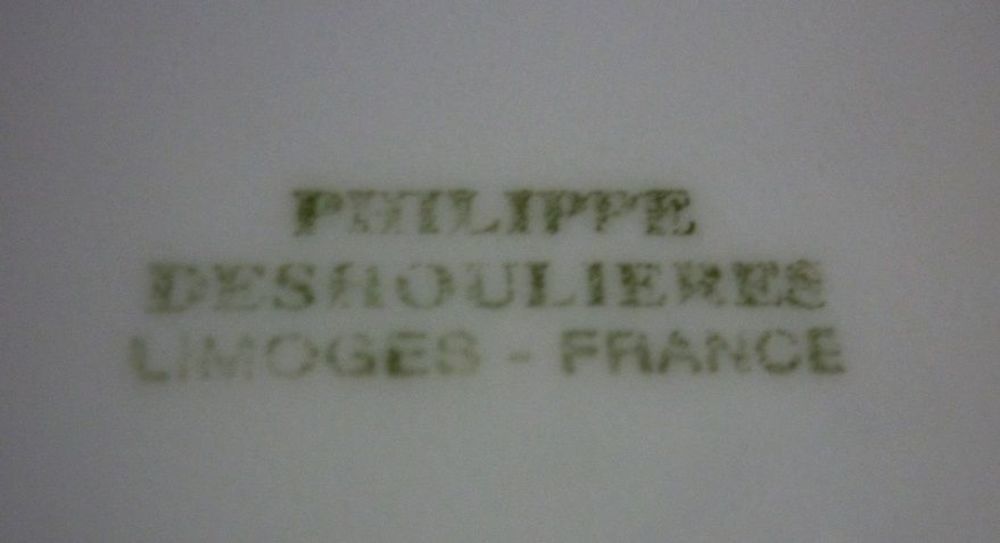 PHILIPPE
DESHOULIERES
LIMOGES - FRANCE